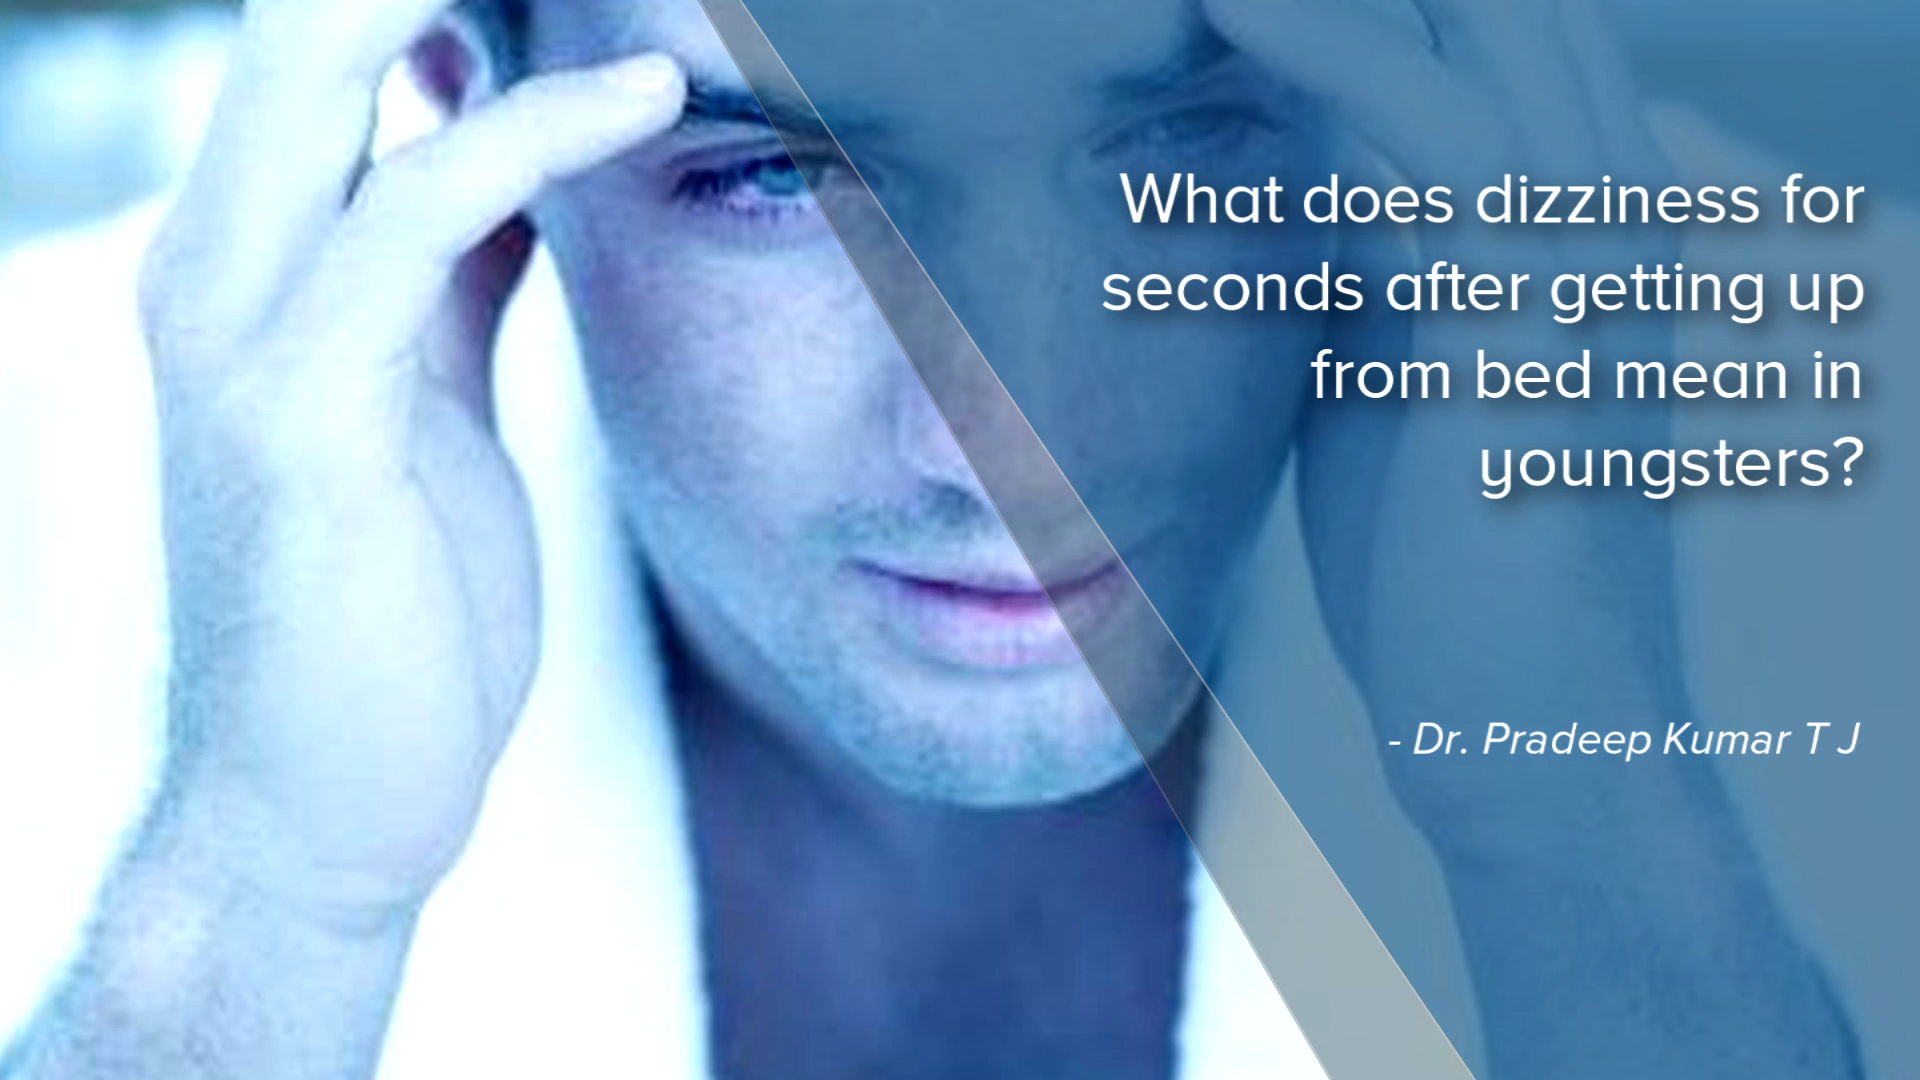 What does dizziness for
seconds after getting up
from bed mean in
youngsters?
- Dr. Pradeep Kumar T J